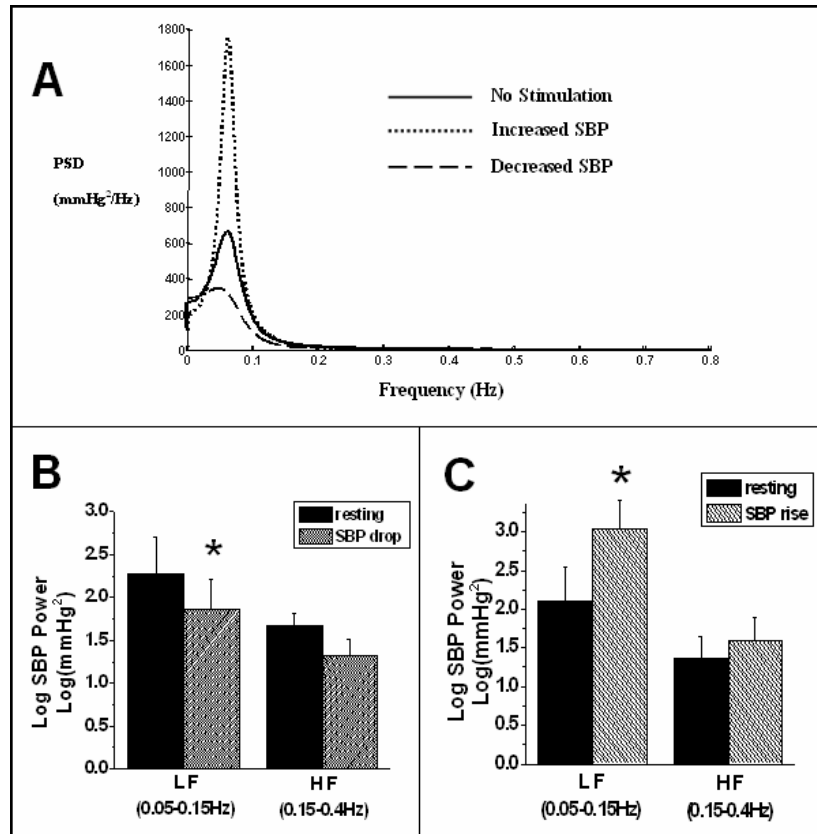 A
PSD
(mmHg²/Hz)
1800
1600
1400
1200
1000
800
600
400
200
0
0 0.1 0.2 0.3 0.4 0.5 0.6 0.7 0.8
Frequency (Hz)
No Stimulation
Increased SBP
Decreased SBP
B
Log SBP Power
Log(mmHg²)
3.0
2.5
2.0
1.5
1.0
0.5
0.0
resting
SBP drop
*
LF
(0.05-0.15Hz)
HF
(0.15-0.4Hz)
C
Log SBP Power
Log(mmHg²)
3.0
2.5
2.0
1.5
1.0
0.5
0.0
resting
SBP rise
*
LF
(0.05-0.15Hz)
HF
(0.15-0.4Hz)